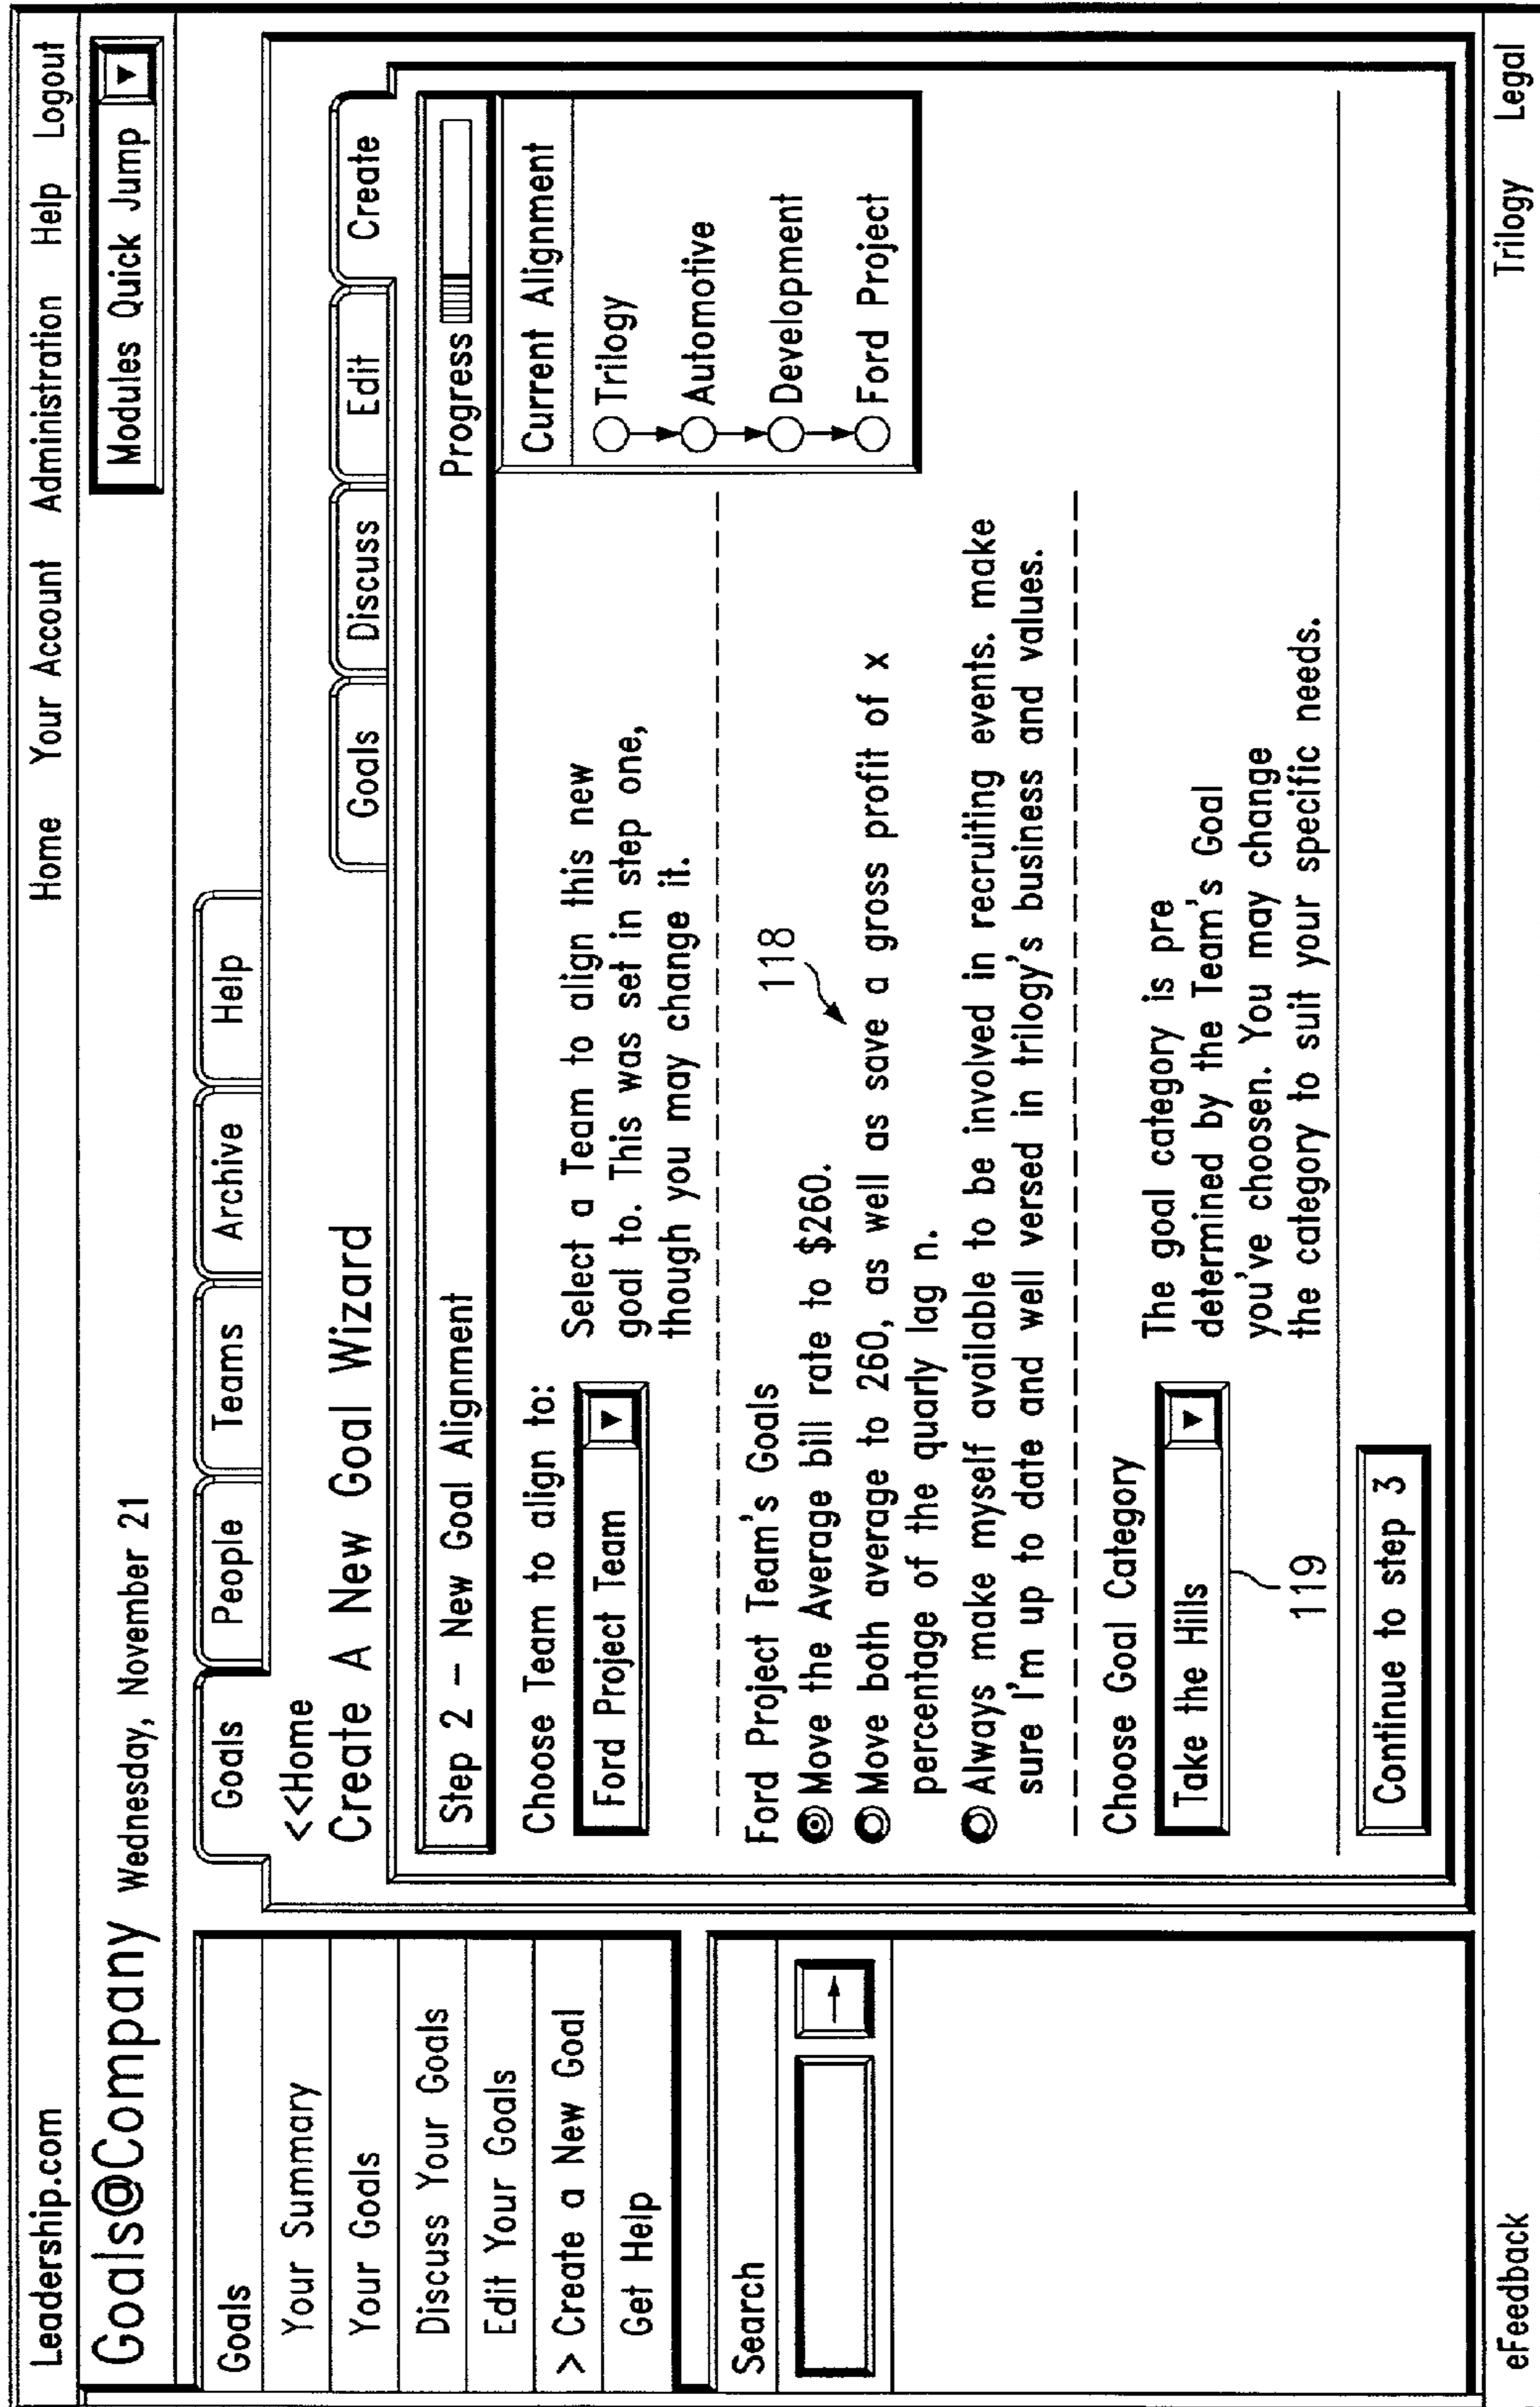 Leadership.com
Home Your Account Administration Help Logout
Goals@Company Wednesday, November 21
Modules Quick Jump
Goals
Your Summary
Your Goals
Discuss Your Goals
Edit Your Goals
> Create a New Goal
Get Help
Search
Goals People Teams Archive Help
<<Home
Create A New Goal Wizard
Goals Discuss Edit Create
Step 2 – New Goal Alignment
Progress
Choose Team to align to:
Ford Project Team
Select a Team to align this new
goal to. This was set in step one,
though you may change it.
Current Alignment
Trilogy
Automotive
Development
Ford Project
118
Ford Project Team's Goals
Move the Average bill rate to $260.
Move both average to 260, as well as save a gross profit of x
percentage of the quarly lag n.
Always make myself available to be involved in recruiting events. make
sure I'm up to date and well versed in trilogy's business and values.
Choose Goal Category
Take the Hills
119
The goal category is pre
determined by the Team's Goal
you've choosen. You may change
the category to suit your specific needs.
Continue to step 3
eFeedback
Trilogy Legal